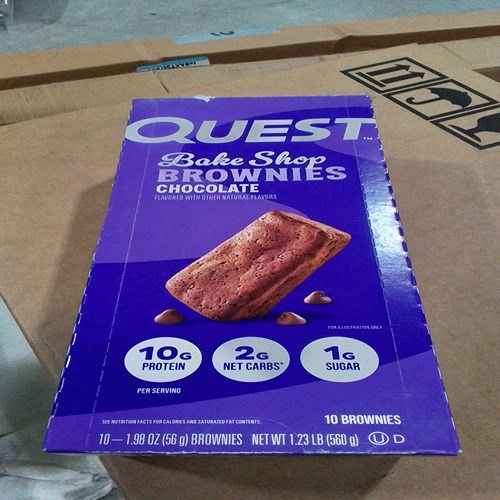 QUEST™
Bake Shop
BROWNIES
CHOCOLATE
FLAVORED WITH OTHER NATURAL FLAVORS
FOR ILLUSTRATION ONLY
10G PROTEIN
2G NET CARBS*
1G SUGAR
PER SERVING
SEE NUTRITION FACTS FOR CALORIES AND SATURATED FAT CONTENTS.
10 BROWNIES
10 — 1.98 OZ (56 g) BROWNIES NET WT 1.23 LB (560 g) U D